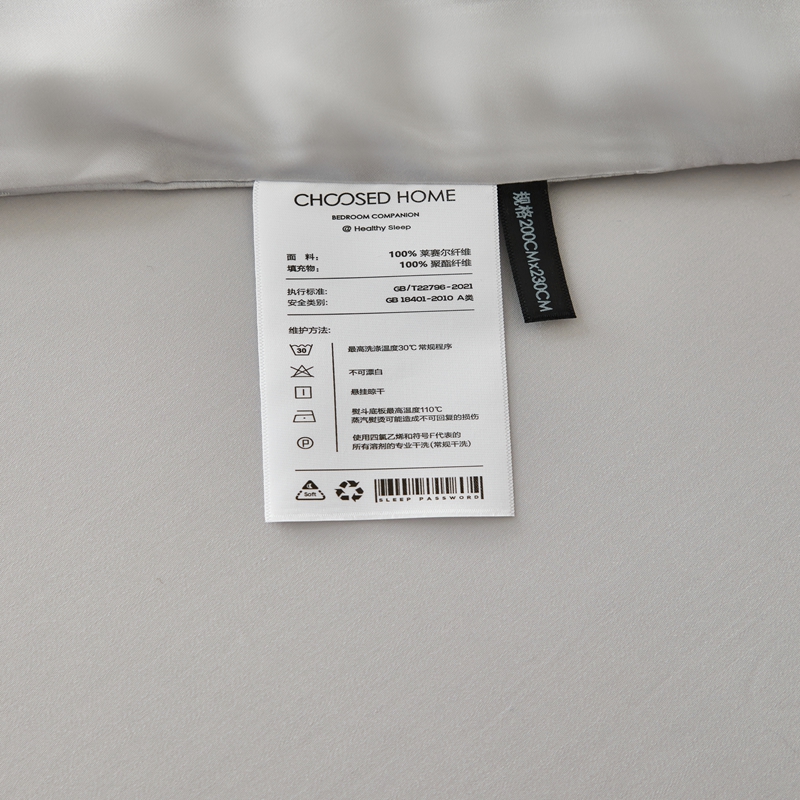 CHOOSED HOME
BEDROOM COMPANION
@ Healthy Sleep
面 料: 100% 莱赛尔纤维
填充物: 100% 聚酯纤维
执行标准: GB/T22796-2021
安全类别: GB 18401-2010 A类
维护方法:
30 最高洗涤温度30℃ 常规程序
不可漂白
悬挂晾干
熨斗底板最高温度110℃
蒸汽熨烫可能造成不可回复的损伤
P 使用四氯乙烯和符号F代表的
所有溶剂的专业干洗(常规干洗)
Soft
SLEEP PASSWORD
规格200CMx230CM